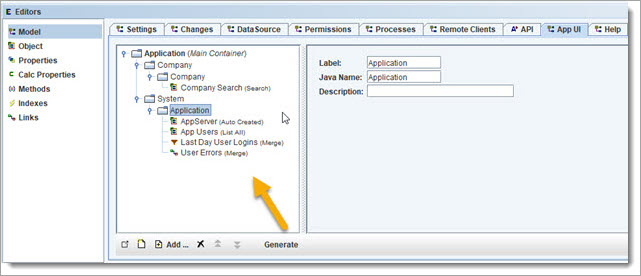 E Editors
Model
Object
Properties
C Calc Properties
(x) Methods
Indexes
Links
Settings Changes DataSource Permissions Processes Remote Clients A* API App UI Help
Application (Main Container)
Company
Company
Company Search (Search)
System
Application
AppServer (Auto Created)
App Users (List All)
Last Day User Logins (Merge)
User Errors (Merge)
Label: Application
Java Name: Application
Description:
Add ... Generate